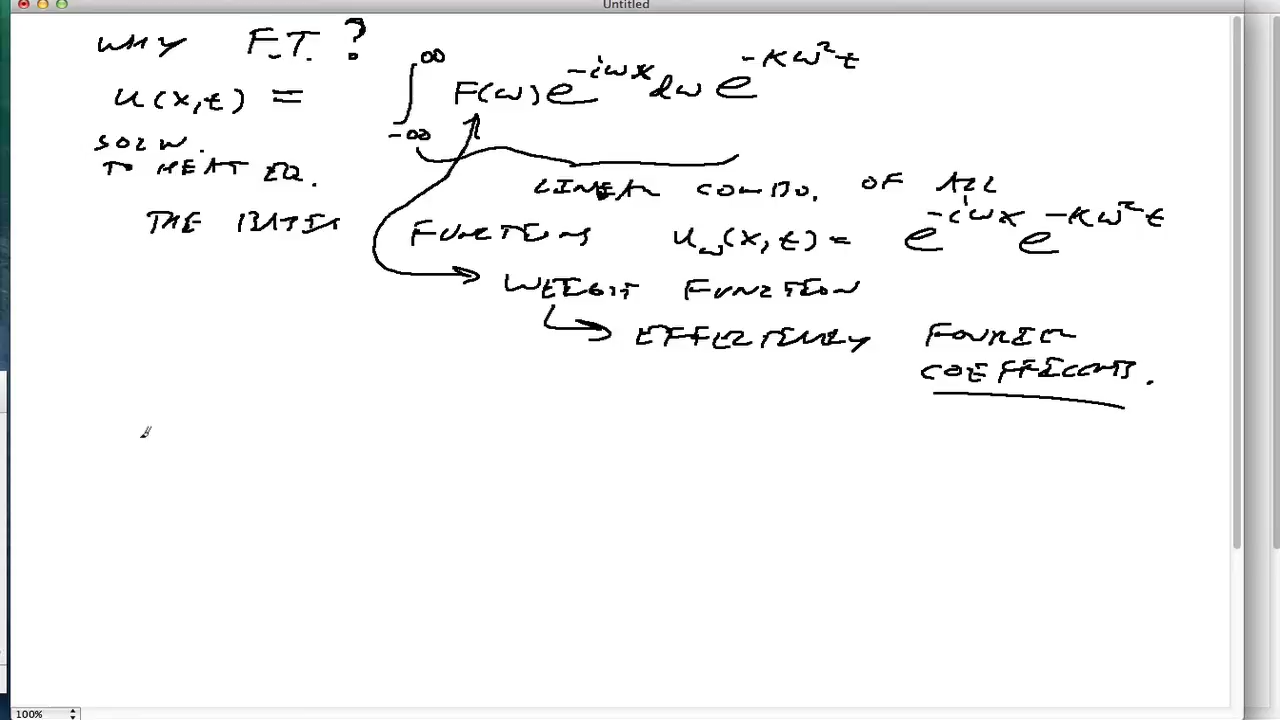 Untitled
WHY F.T. ?
u(x,t) = ∫_{-∞}^{∞} F(ω) e^{-iωx} dω e^{-kω²t}
SOLN. TO HEAT EQ.
LINEAR COMBO. OF ALL
THE BASIS FUNCTIONS u_ω(x,t) = e^{-iωx} e^{-kω²t}
WEIGHT FUNCTION
EFFECTIVELY FOURIER
COEFFICIENTS.
100%